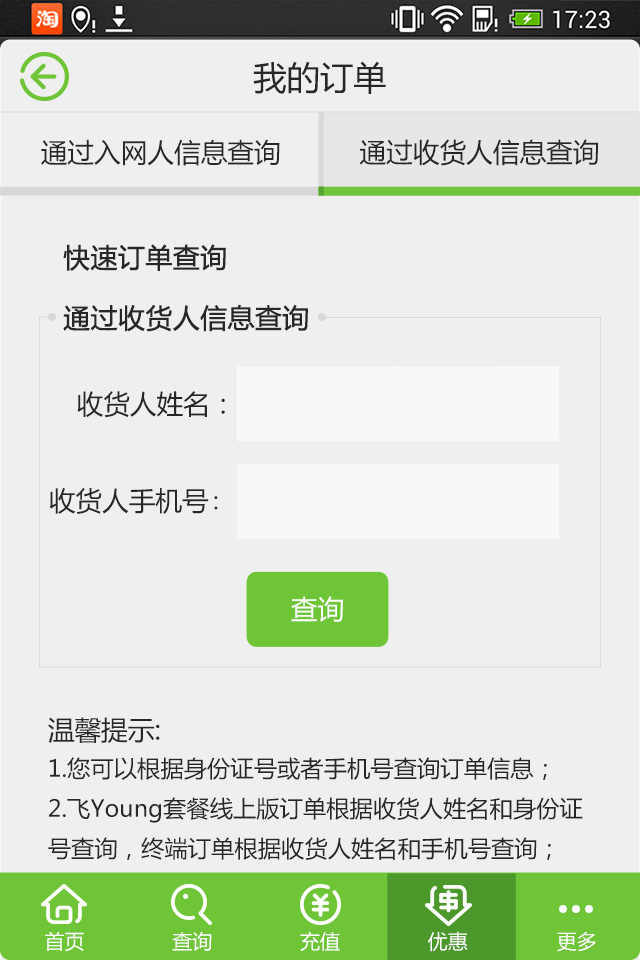 淘 17:23
我的订单
通过入网人信息查询 通过收货人信息查询
快速订单查询
通过收货人信息查询
收货人姓名：
收货人手机号：
查询
温馨提示:
1.您可以根据身份证号或者手机号查询订单信息；
2.飞Young套餐线上版订单根据收货人姓名和身份证
号查询，终端订单根据收货人姓名和手机号查询；
首页 查询 充值 优惠 更多